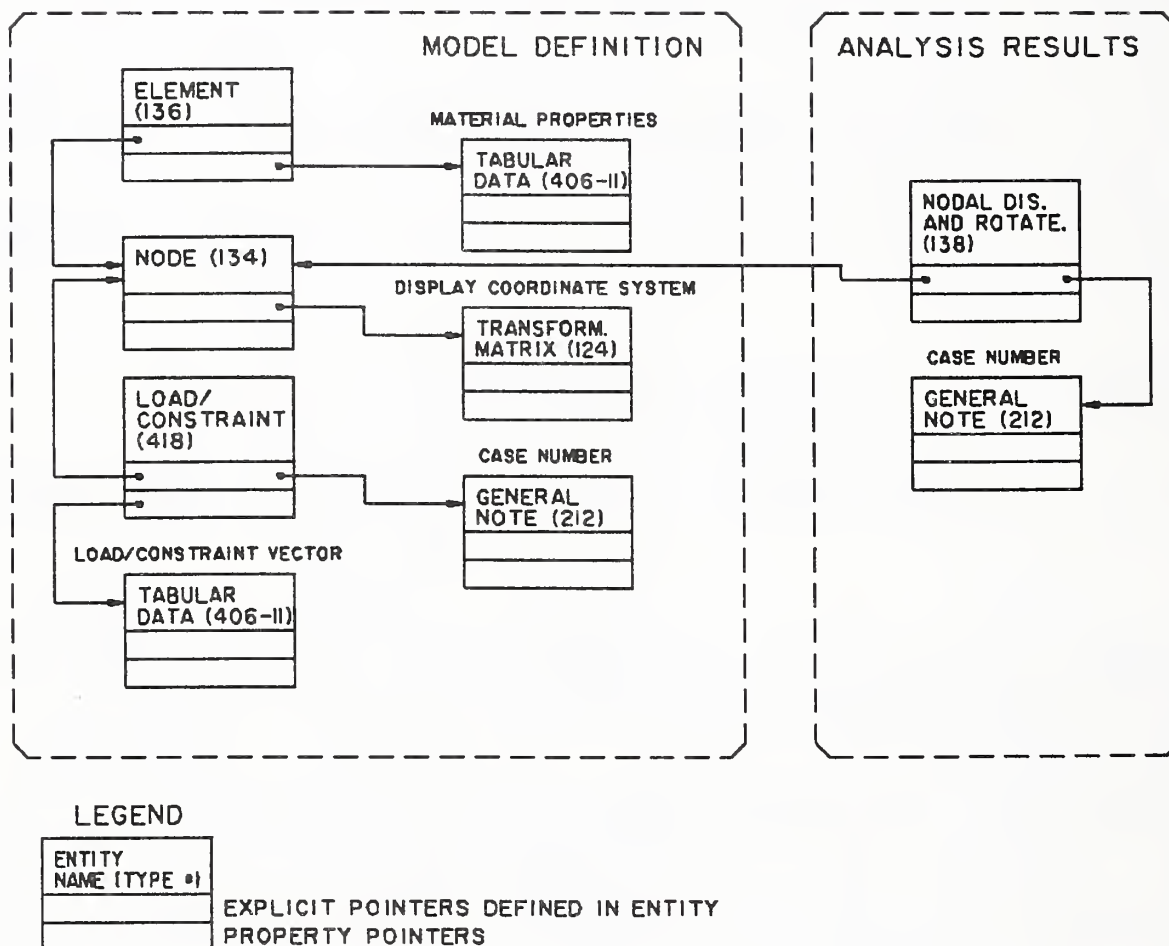 MODEL DEFINITION
ELEMENT
(136)
MATERIAL PROPERTIES
TABULAR
DATA (406-11)
NODE (134)
DISPLAY COORDINATE SYSTEM
TRANSFORM.
MATRIX (124)
LOAD/
CONSTRAINT
(418)
CASE NUMBER
GENERAL
NOTE (212)
LOAD/CONSTRAINT VECTOR
TABULAR
DATA (406-11)
ANALYSIS RESULTS
NODAL DIS.
AND ROTATE.
(138)
CASE NUMBER
GENERAL
NOTE (212)
LEGEND
ENTITY
NAME (TYPE #)
EXPLICIT POINTERS DEFINED IN ENTITY
PROPERTY POINTERS